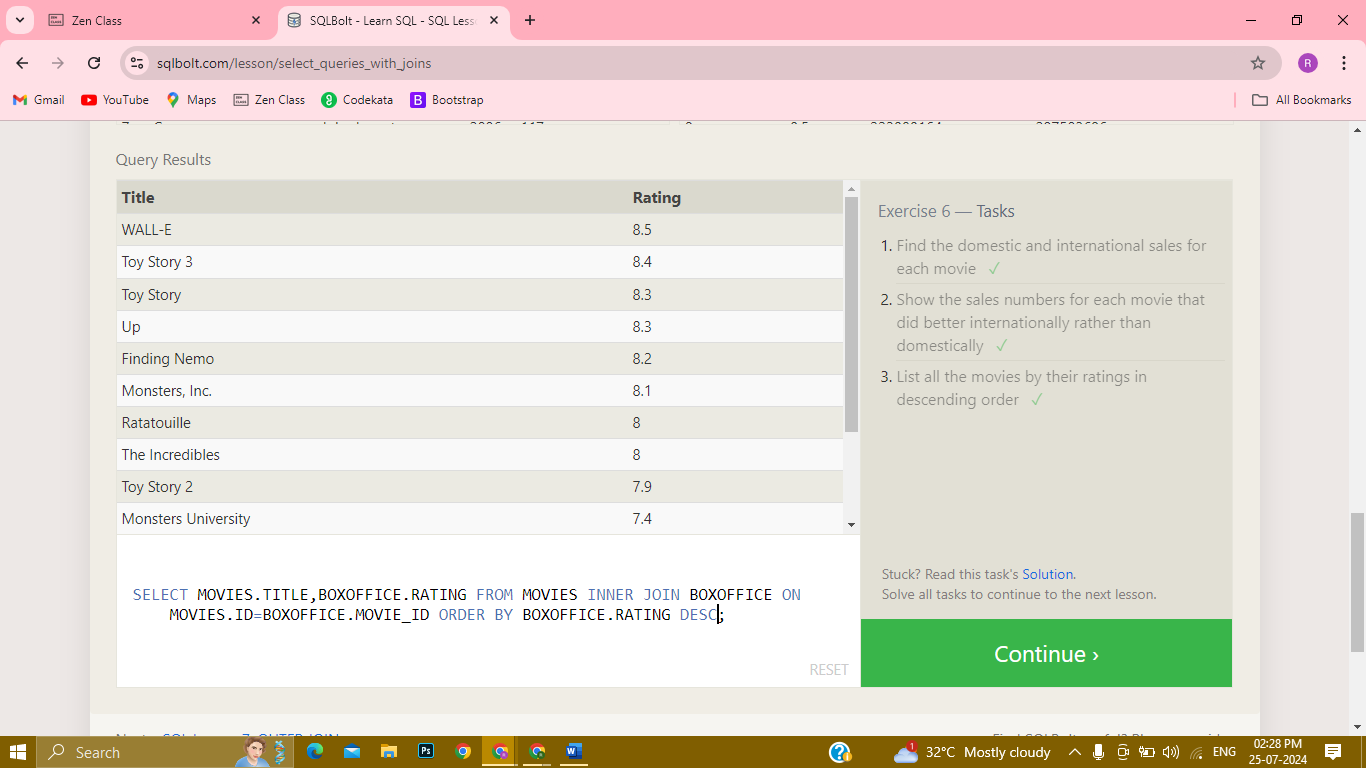 Zen Class
SQLBolt - Learn SQL - SQL Less
sqlbolt.com/lesson/select_queries_with_joins
R
Gmail YouTube Maps Zen Class Codekata Bootstrap All Bookmarks
Query Results
Title Rating
WALL-E 8.5
Toy Story 3 8.4
Toy Story 8.3
Up 8.3
Finding Nemo 8.2
Monsters, Inc. 8.1
Ratatouille 8
The Incredibles 8
Toy Story 2 7.9
Monsters University 7.4
SELECT MOVIES.TITLE,BOXOFFICE.RATING FROM MOVIES INNER JOIN BOXOFFICE ON
MOVIES.ID=BOXOFFICE.MOVIE_ID ORDER BY BOXOFFICE.RATING DESC;
RESET
Exercise 6 — Tasks
1. Find the domestic and international sales for
each movie ✓
2. Show the sales numbers for each movie that
did better internationally rather than
domestically ✓
3. List all the movies by their ratings in
descending order ✓
Stuck? Read this task's Solution.
Solve all tasks to continue to the next lesson.
Continue ›
Search
Ps
32°C Mostly cloudy
ENG
02:28 PM
25-07-2024